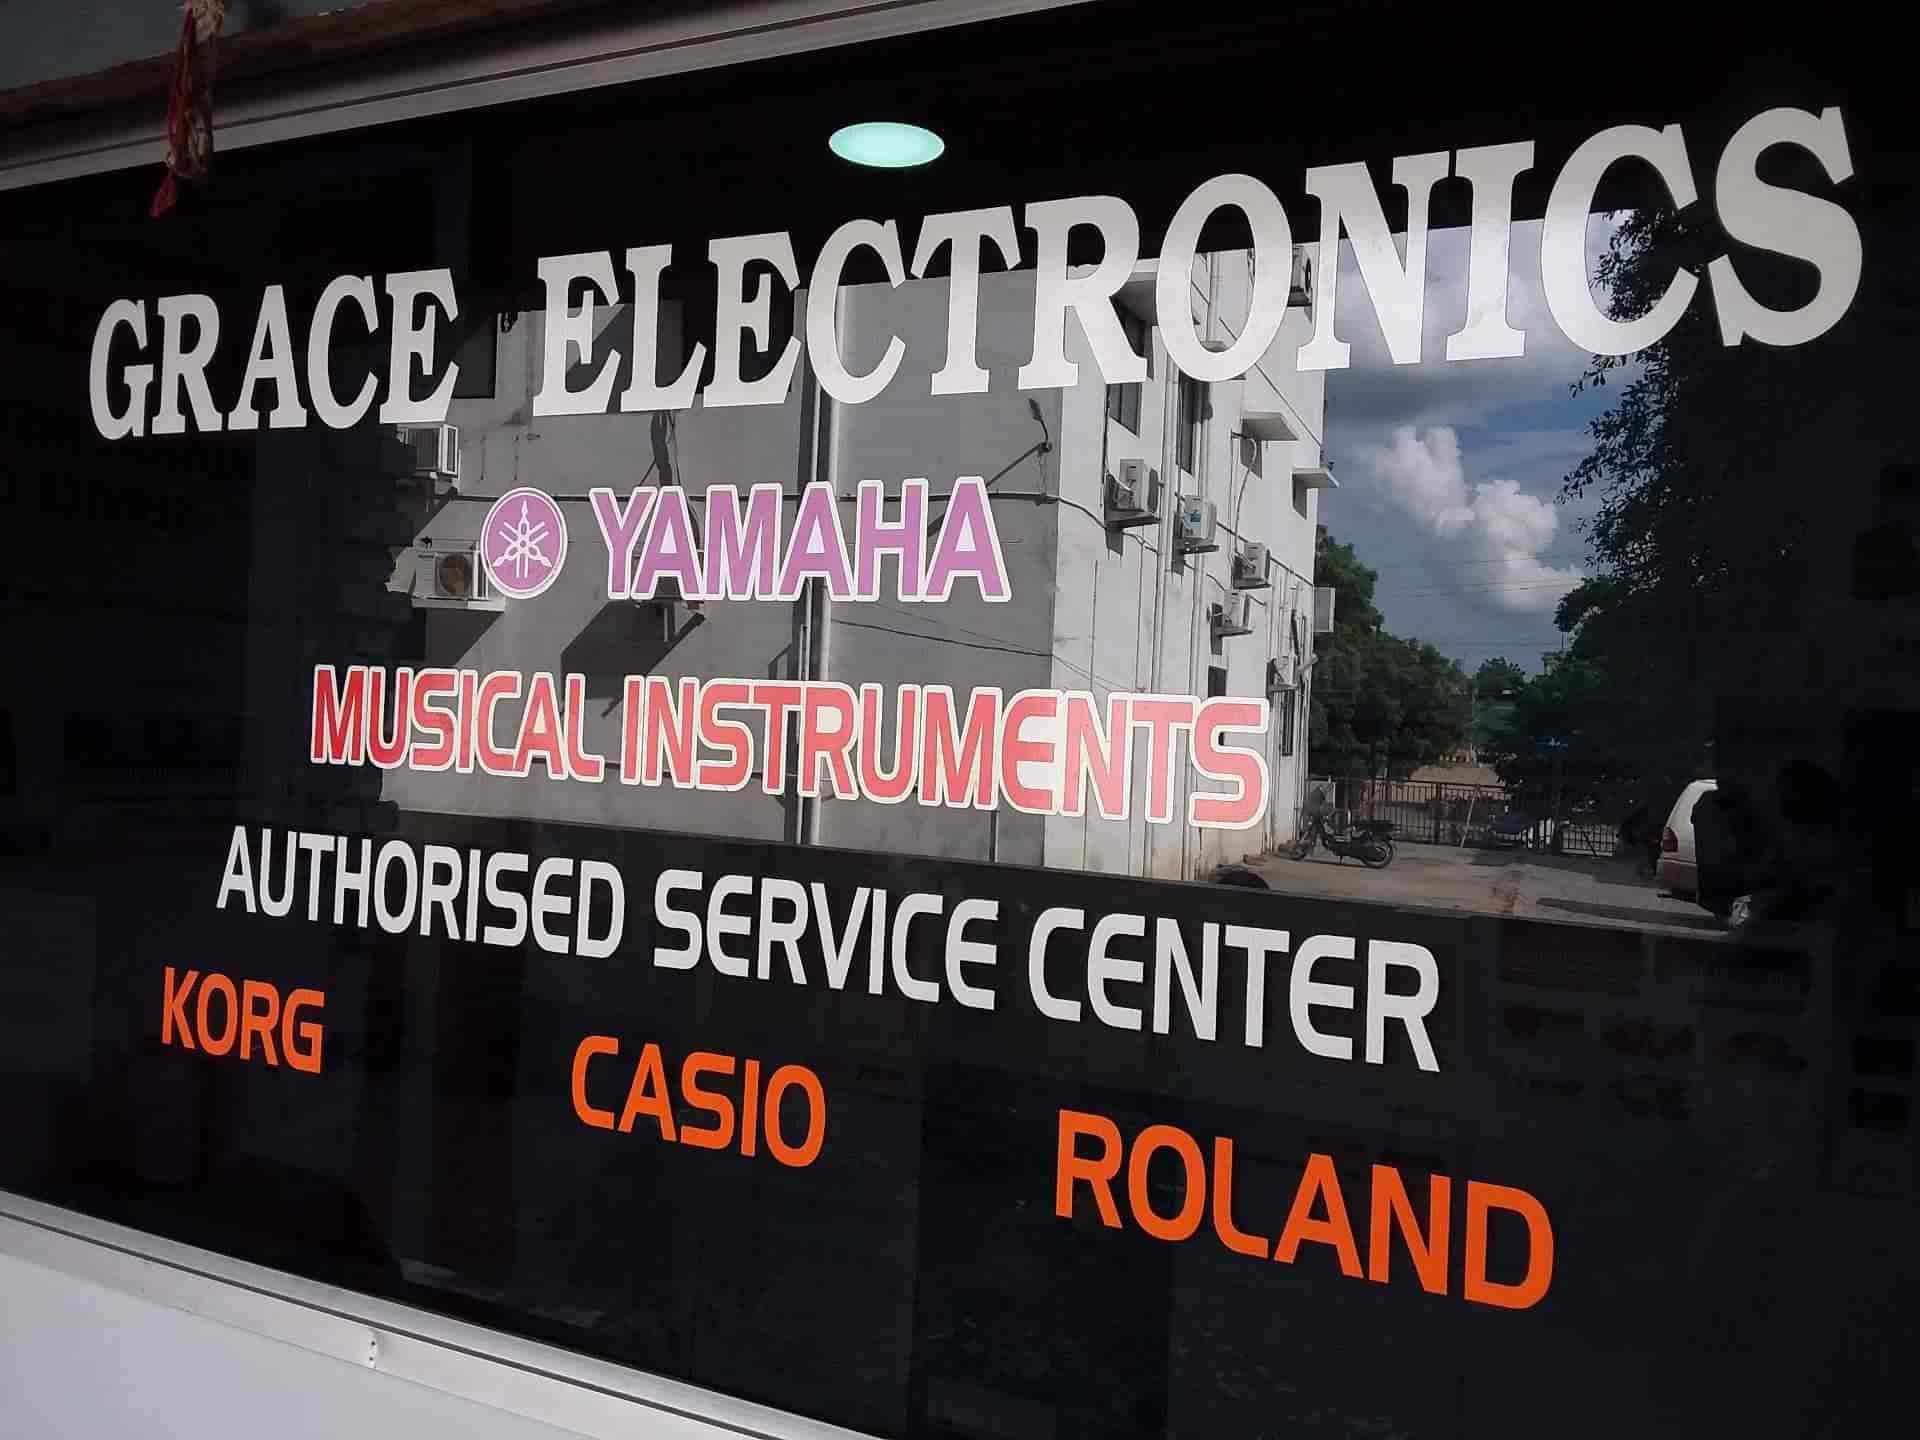 GRACE ELECTRONICS
YAMAHA
MUSICAL INSTRUMENTS
AUTHORISED SERVICE CENTER
KORG CASIO ROLAND